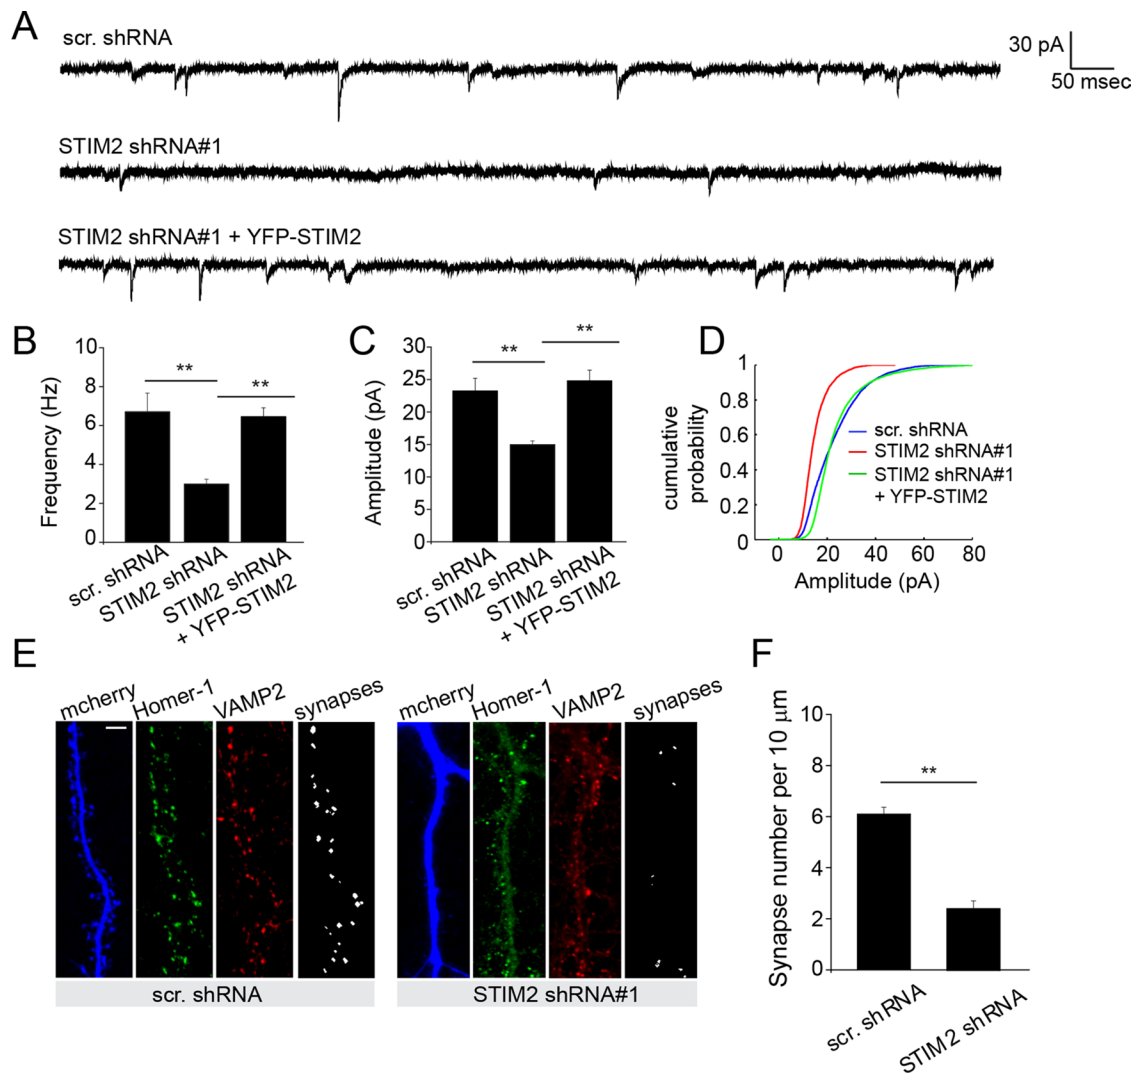 A
scr. shRNA
30 pA
50 msec
STIM2 shRNA#1
STIM2 shRNA#1 + YFP-STIM2
B
Frequency (Hz)
10
8
6
4
2
0
**
**
scr. shRNA
STIM2 shRNA
STIM2 shRNA
+ YFP-STIM2
C
Amplitude (pA)
30
25
20
15
10
5
0
**
**
scr. shRNA
STIM2 shRNA
STIM2 shRNA
+ YFP-STIM2
D
cumulative
probability
1
0.8
0.6
0.4
0.2
0
0 20 40 60 80
Amplitude (pA)
scr. shRNA
STIM2 shRNA#1
STIM2 shRNA#1
+ YFP-STIM2
E
mcherry
Homer-1
VAMP2
synapses
scr. shRNA
mcherry
Homer-1
VAMP2
synapses
STIM2 shRNA#1
F
Synapse number per 10 μm
10
8
6
4
2
0
**
scr. shRNA
STIM2 shRNA